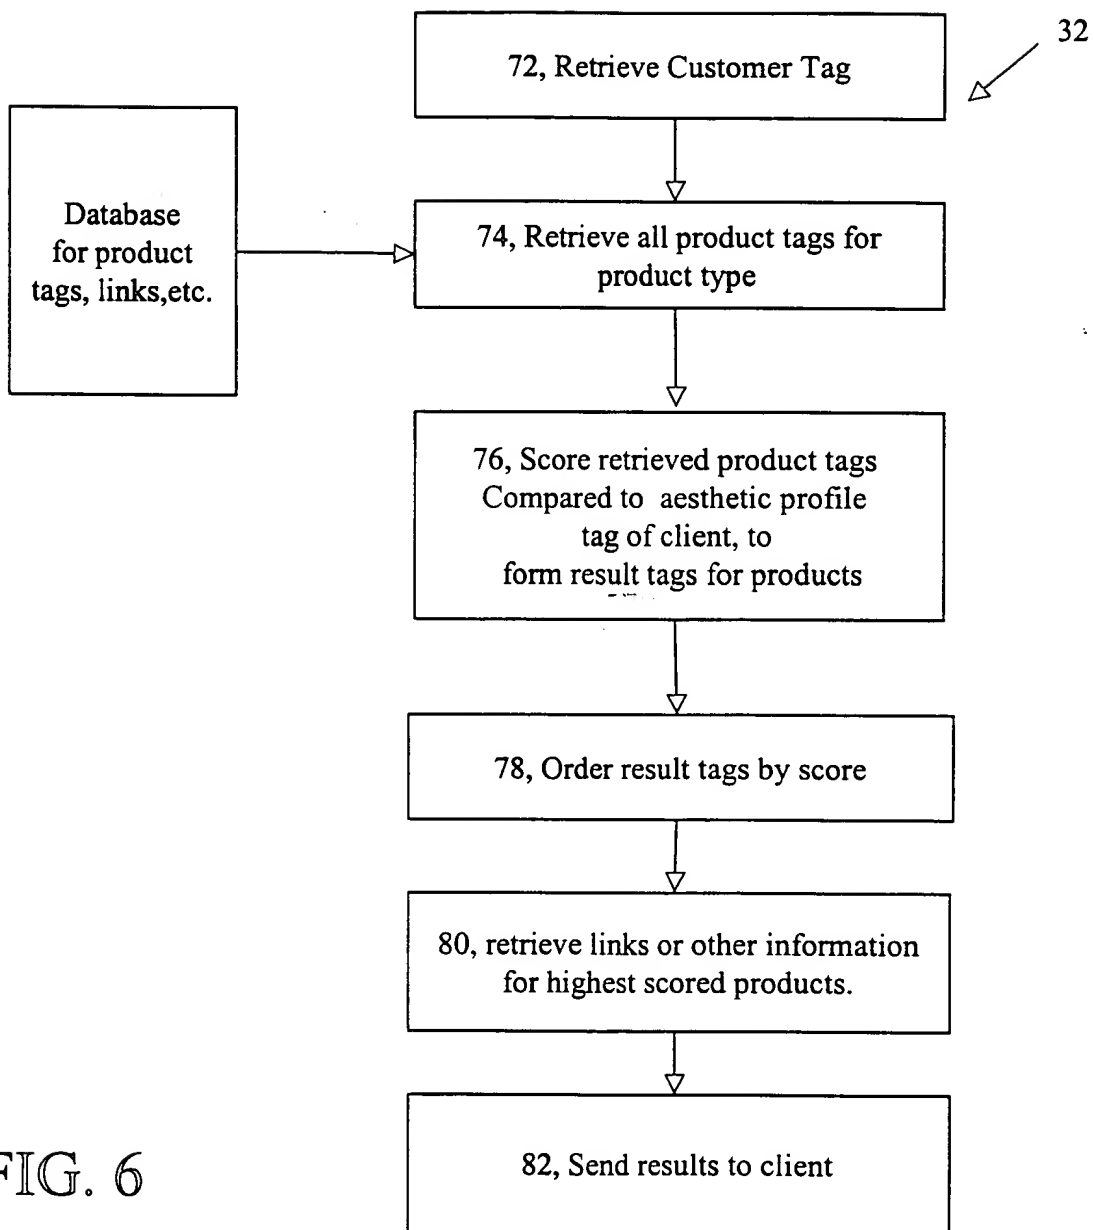 32
72, Retrieve Customer Tag
Database
for product
tags, links,etc.
74, Retrieve all product tags for
product type
76, Score retrieved product tags
Compared to aesthetic profile
tag of client, to
form result tags for products
78, Order result tags by score
80, retrieve links or other information
for highest scored products.
82, Send results to client
FIG. 6